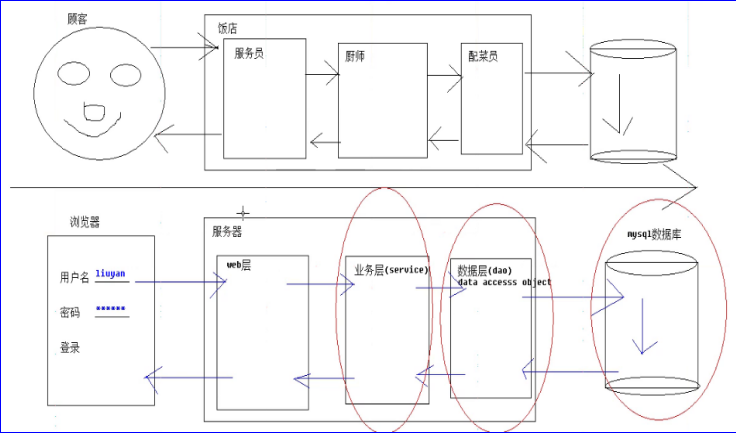 顾客
饭店
服务员
厨师
配菜员
浏览器
服务器
mysql数据库
web层
业务层(service)
数据层(dao)
data accesss object
用户名 liuyan
密码 ******
登录